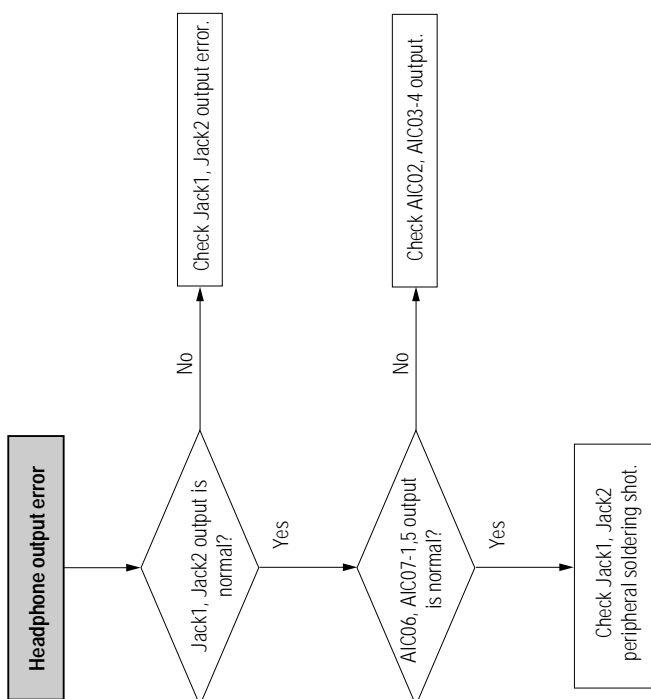 Headphone output error
Jack1, Jack2 output is
normal?
No
Check Jack1, Jack2 output error.
Yes
AIC06, AIC07-1,5 output
is normal?
No
Check AIC02, AIC03-4 output.
Yes
Check Jack1, Jack2
peripheral soldering shot.